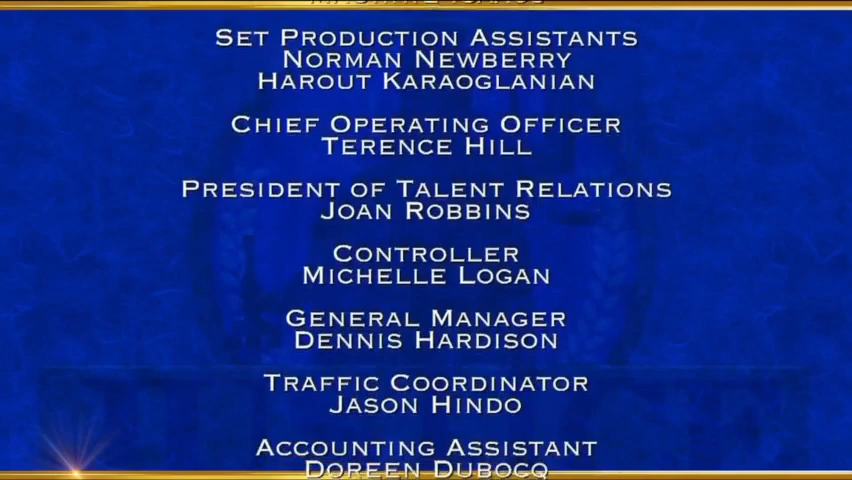 Set Production Assistants
Norman Newberry
Harout Karaoglanian
Chief Operating Officer
Terence Hill
President of Talent Relations
Joan Robbins
Controller
Michelle Logan
General Manager
Dennis Hardison
Traffic Coordinator
Jason Hindo
Accounting Assistant
Doreen Dubocq